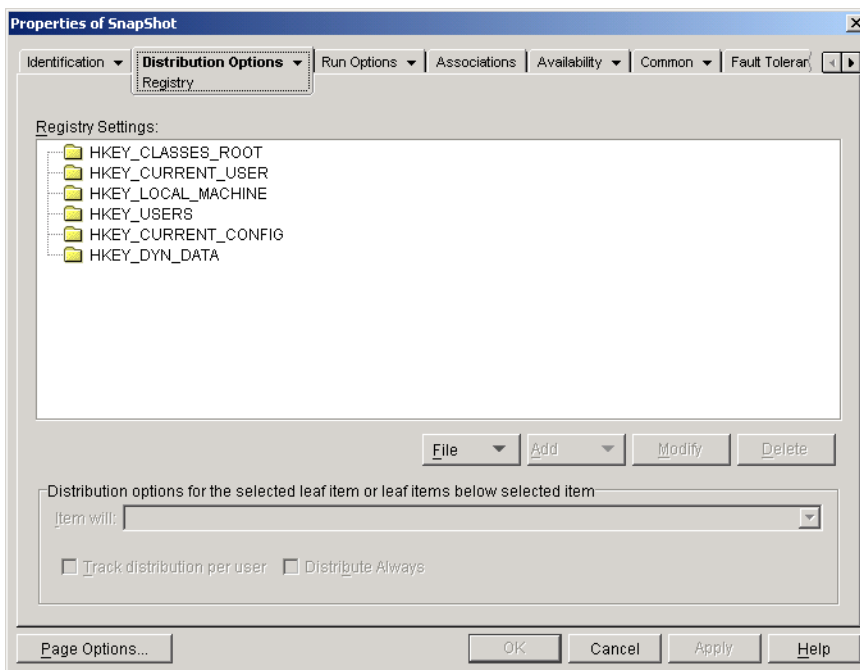 Properties of SnapShot
Identification Distribution Options Run Options Associations Availability Common Fault
Registry
Registry Settings:
HKEY_CLASSES_ROOT
HKEY_CURRENT_USER
HKEY_LOCAL_MACHINE
HKEY_USERS
HKEY_CURRENT_CONFIG
HKEY_DYN_DATA
File Add Modify Delete
Distribution options for the selected leaf item or leaf items below selected item
Item will:
Track distribution per user Distribute Always
Page Options... OK Cancel Apply Help